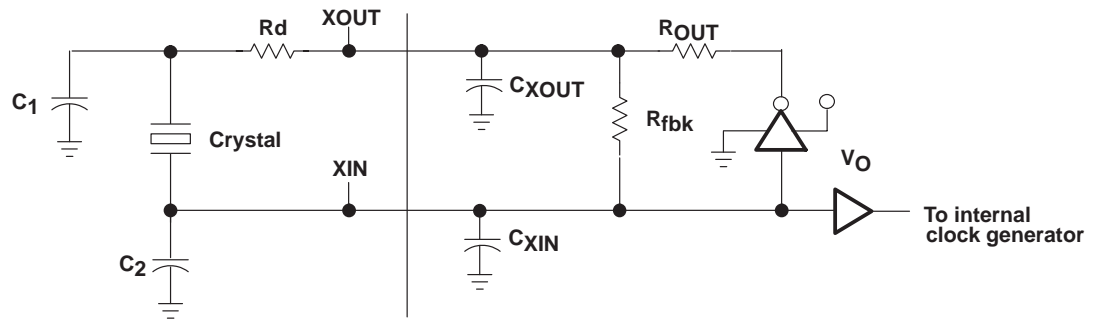 XOUT
Rd
ROUT
C1
CXOUT
Rfbk
Crystal
XIN
VO
C2
CXIN
To internal
clock generator